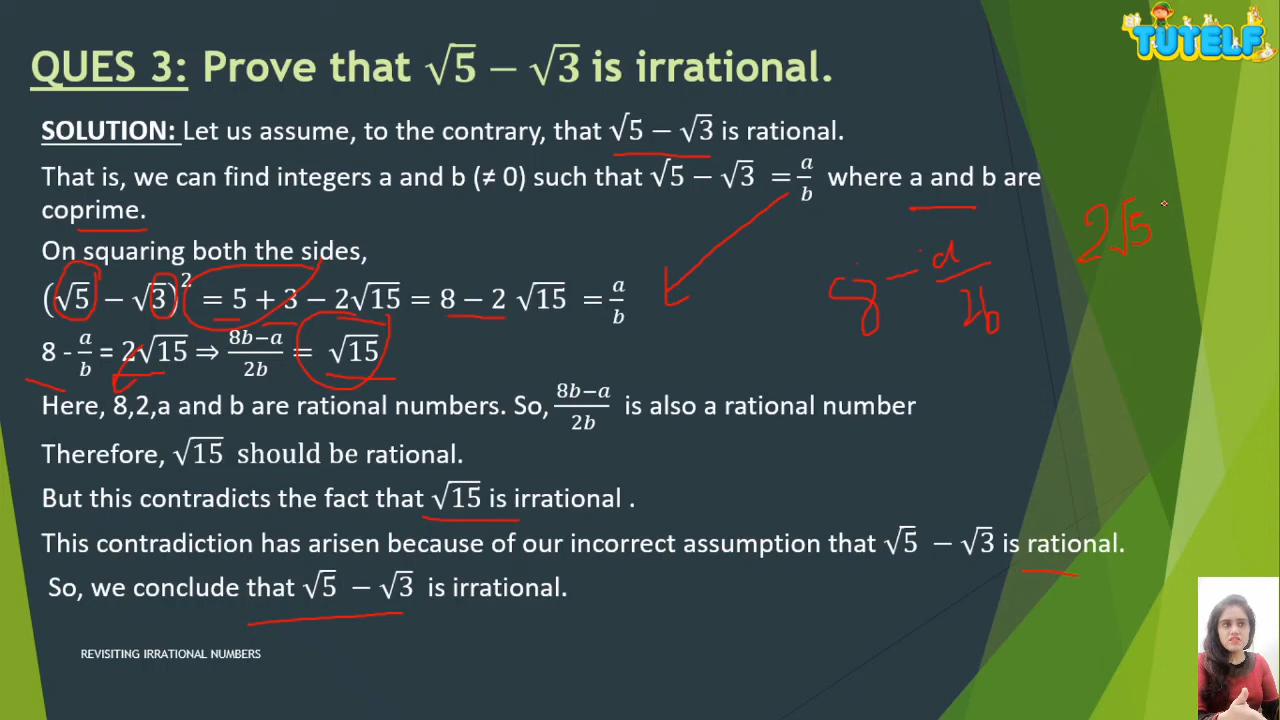 TUTELF
QUES 3: Prove that √5 − √3 is irrational.
SOLUTION: Let us assume, to the contrary, that √5 − √3 is rational.
That is, we can find integers a and b (≠ 0) such that √5 − √3 = a/b where a and b are
coprime.
On squaring both the sides,
(√5 − √3)² = 5 + 3 − 2√15 = 8 − 2 √15 = a/b
8 - a/b = 2√15 ⇒ (8b−a)/2b = √15
8 − a/2b
2√5
Here, 8,2,a and b are rational numbers. So, (8b−a)/2b is also a rational number
Therefore, √15 should be rational.
But this contradicts the fact that √15 is irrational .
This contradiction has arisen because of our incorrect assumption that √5 − √3 is rational.
So, we conclude that √5 − √3 is irrational.
REVISITING IRRATIONAL NUMBERS